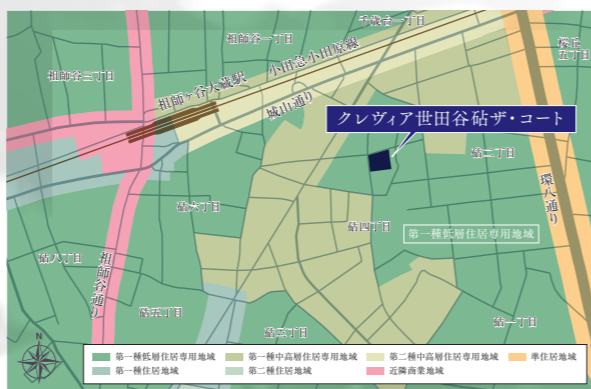 千歳台一丁目
祖師谷一丁目
桜丘
五丁目
祖師谷三丁目
小田急小田原線
祖師ヶ谷大蔵駅
城山通り
クレヴィア世田谷砧ザ・コート
砧二丁目
環八通り
砧六丁目
砧四丁目
第一種低層住居専用地域
砧八丁目
祖師谷通り
砧五丁目
砧三丁目
砧一丁目
N
第一種低層住居専用地域
第一種中高層住居専用地域
第二種中高層住居専用地域
準住居地域
第一種住居地域
第二種住居地域
近隣商業地域